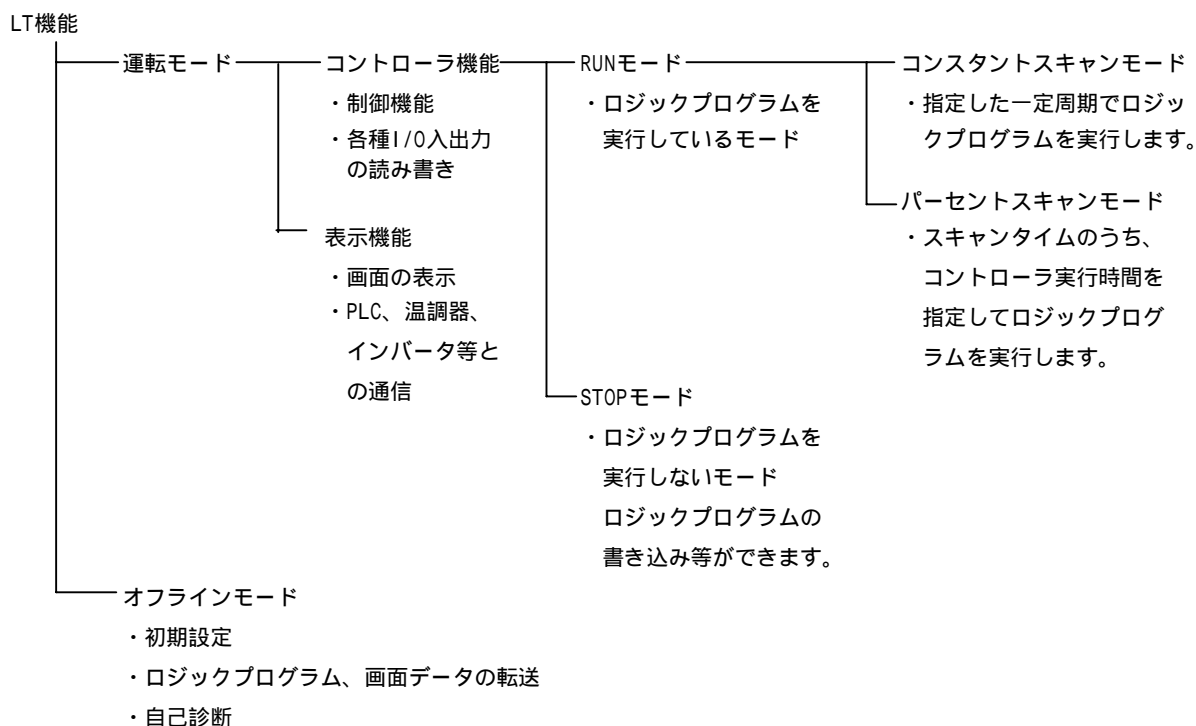 LT機能
運転モード
コントローラ機能
・制御機能
・各種I/O入出力
の読み書き
表示機能
・画面の表示
・PLC、温調器、
インバータ等と
の通信
RUNモード
・ロジックプログラムを
実行しているモード
コンスタントスキャンモード
・指定した一定周期でロジッ
クプログラムを実行します。
パーセントスキャンモード
・スキャンタイムのうち、
コントローラ実行時間を
指定してロジックプログ
ラムを実行します。
STOPモード
・ロジックプログラムを
実行しないモード
ロジックプログラムの
書き込み等ができます。
オフラインモード
・初期設定
・ロジックプログラム、画面データの転送
・自己診断